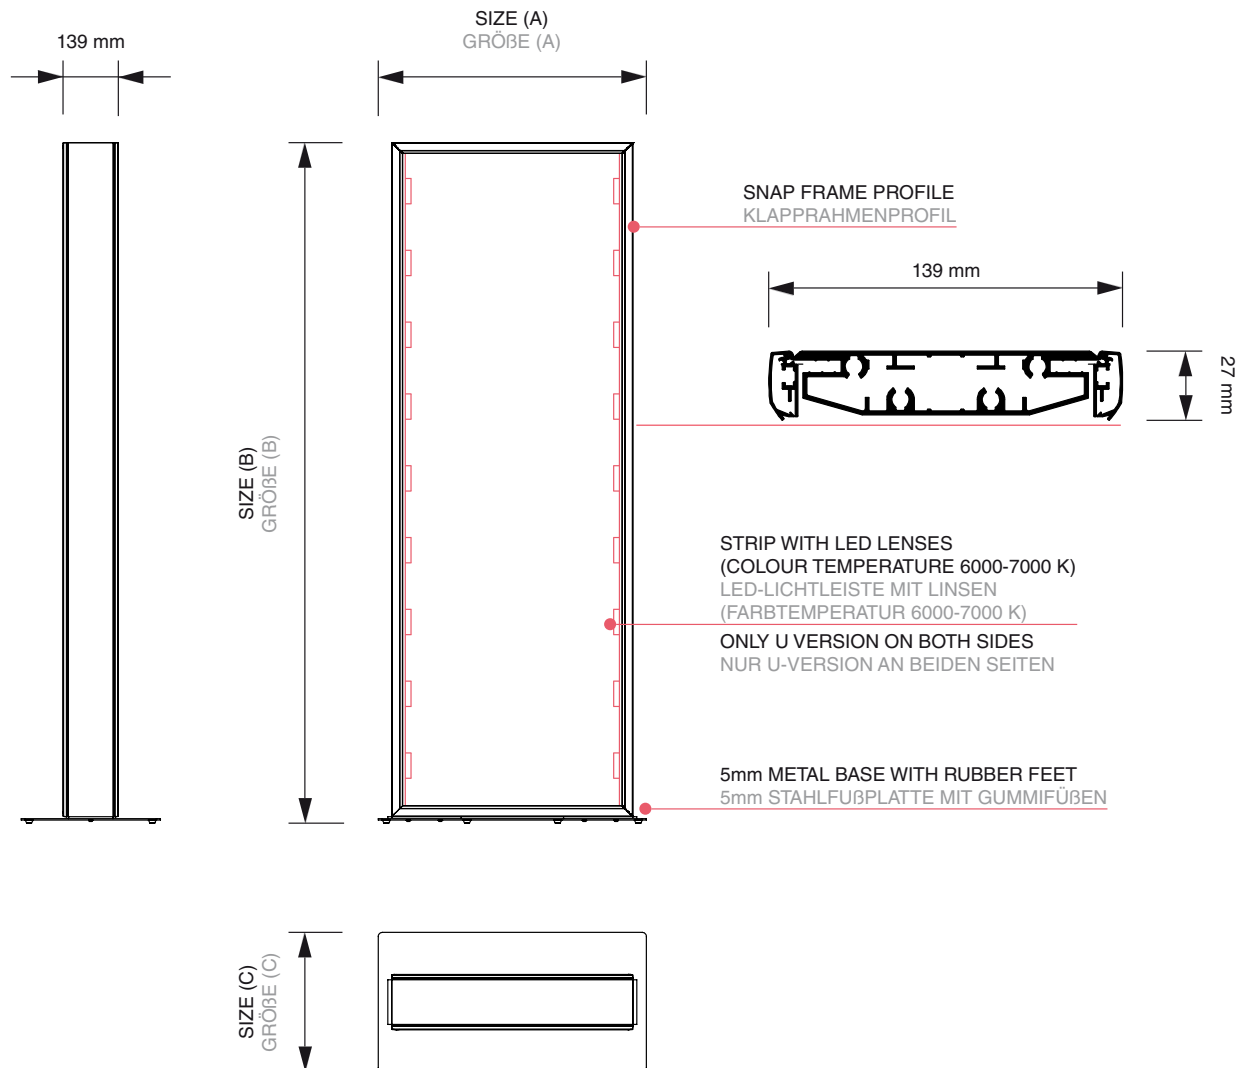 SIZE (A)
GRÖßE (A)
139 mm
SNAP FRAME PROFILE
KLAPPRAHMENPROFIL
139 mm
27 mm
SIZE (B)
GRÖßE (B)
STRIP WITH LED LENSES
(COLOUR TEMPERATURE 6000-7000 K)
LED-LICHTLEISTE MIT LINSEN
(FARBTEMPERATUR 6000-7000 K)
ONLY U VERSION ON BOTH SIDES
NUR U-VERSION AN BEIDEN SEITEN
5mm METAL BASE WITH RUBBER FEET
5mm STAHLFUßPLATTE MIT GUMMIFÜßEN
SIZE (C)
GRÖßE (C)